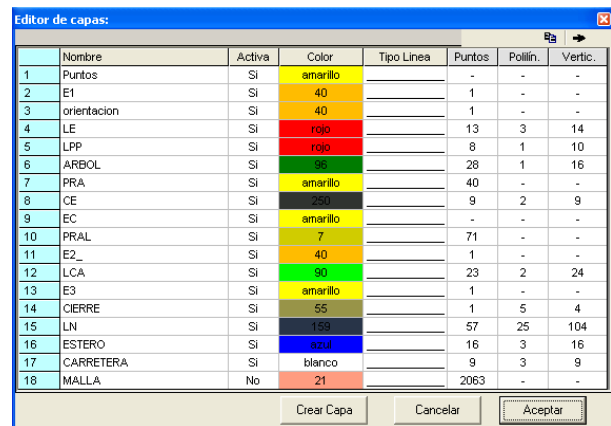 Editor de capas:
Nombre Activa Color Tipo Linea Puntos Polilín. Vertic.
1 Puntos Si amarillo - - -
2 E1 Si 40 1 - -
3 orientacion Si 40 1 - -
4 LE Si rojo 13 3 14
5 LPP Si rojo 8 1 10
6 ARBOL Si 96 28 1 16
7 PRA Si amarillo 40 - -
8 CE Si 250 9 2 9
9 EC Si amarillo - - -
10 PRAL Si 7 71 - -
11 E2_ Si 40 1 - -
12 LCA Si 90 23 2 24
13 E3 Si amarillo 1 - -
14 CIERRE Si 55 1 5 4
15 LN Si 159 57 25 104
16 ESTERO Si azul 16 3 16
17 CARRETERA Si blanco 9 3 9
18 MALLA No 21 2063 - -
Crear Capa Cancelar Aceptar